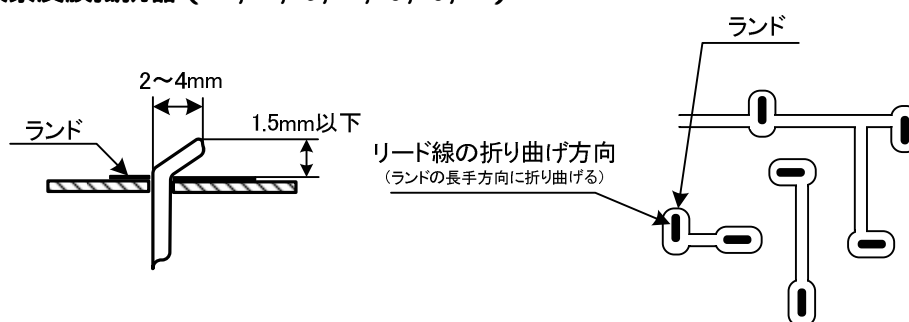 ランド
2～4mm
ランド
1.5mm以下
リード線の折り曲げ方向
(ランドの長手方向に折り曲げる)